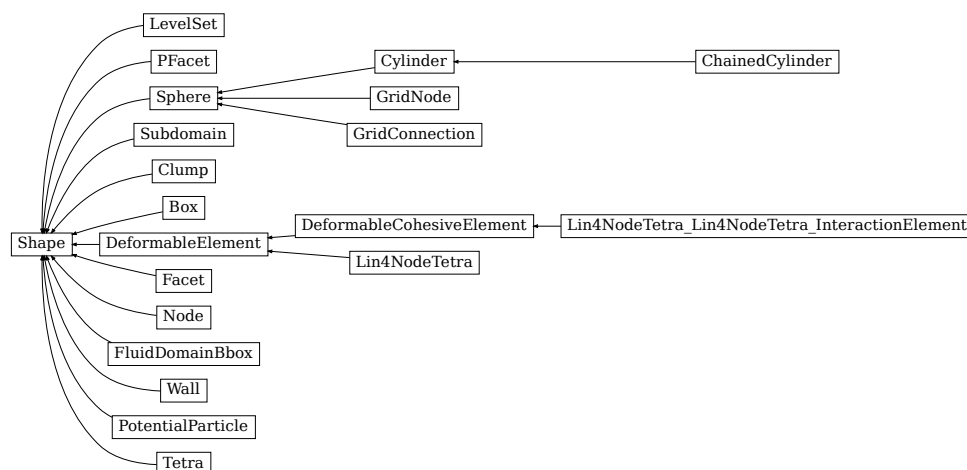 LevelSet
PFacet
Cylinder
ChainedCylinder
Sphere
GridNode
GridConnection
Subdomain
Clump
Box
DeformableCohesiveElement
Lin4NodeTetra_Lin4NodeTetra_InteractionElement
Shape
DeformableElement
Lin4NodeTetra
Facet
Node
FluidDomainBbox
Wall
PotentialParticle
Tetra